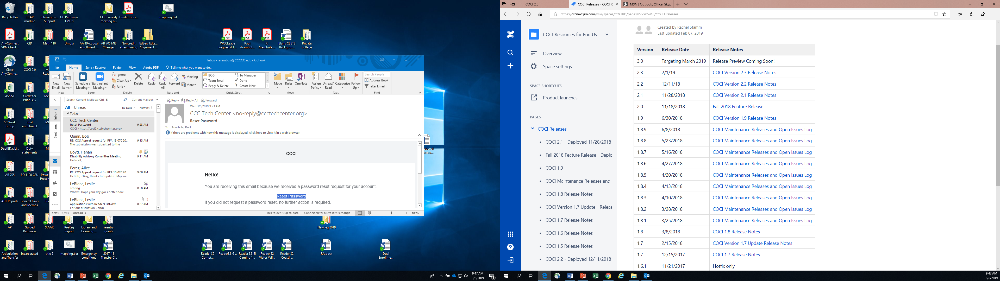 Recycle Bin
CCAP module
Intersegme... Support
UC Pathways TMC's
COCI weekly meeting n...
CreditCours...
mapping.bat
AnyConnect VPN Client...
CID
Math 110
Umoja
AA 19-xx dual enrollment ...
AB 705 MIS Changes
Noncredit streamlining
EdServ.Edte... Alignment....
WCCLeave Request 4.1...
Raul Arambul...
R. Arambula....
Blank CLETS Backgrou...
Private college
Cisco AnyConne...
COCI 2.0
ASSIST
Credit for Prior Le...
5C Work Group
dual enrollment
DeptBDayLi...
Duty statements
AB 705
EO 1100 CSU
Power Presen
ADT Reports
General Laws and Memos
AP
Guided Pathways
StAAR
PreReq Report
Library and Learning ...
reentry grants
New leg 2019
Articulation and Transfer
Incarcerated
title 5
mapping.bat
Emergency conditions
2017-18 Transfer C...
Reader 32 Compt...
Reader32_G...
Reader 32_El Camino 1...
Reader 32 Victor Vall...
Reader 32 Coastli...
RA.docx
Dual Enrollme...
Inbox - rarambula@CCCCO.edu - Outlook
File Home Send / Receive Folder View Adobe PDF Tell me what you want to do...
New Email
New Items
Schedule a Meeting
Start Instant Meeting
Ignore
Clean Up
Junk
Delete
Reply
Reply All
Forward
Meeting
More
BOG
Team Email
Reply & Delete
To Manager
Done
Create New
Move
Rules
OneNote
Assign Policy
Unread/ Read
Categorize
Follow Up
Search People
Address Book
Filter Email
New Zoom Delete Respond Quick Steps Move Tags Find
Search Current Mailbox (Ctrl+E) Current Mailbox
All Unread By Date Newest
Inbox 3
Sent Items
Today
CCC Tech Center
Reset Password 9:23 AM
COCI <https://coci2.ccctechcenter.org>
Quinn, Bob
RE: COS Appeal request for RFA 18-070 20... 9:13 AM
The submission was submitted to the
Boyd, Hanan
Disability Advisory Committee Meeting 9:11 AM
Hello all,
Perez, Alice
RE: COS Appeal request for RFA 18-070 20... 9:00 AM
Hi Bob, Okay, thanks for update. May we
LeBlanc, Leslie
scoring 8:58 AM
Whew!! Hope your day goes better now.
LeBlanc, Leslie
Applications with Readers List.xlsx 8:27 AM
For our discussion <end>
Reply Reply All Forward
Wed 3/6/2019 9:23 AM
CCC Tech Center <no-reply@ccctechcenter.org>
Reset Password
To Arambula, Raul
If there are problems with how this message is displayed, click here to view it in a web browser.
COCI
Hello!
You are receiving this email because we received a password reset request for your account.
Reset Password
If you did not request a password reset, no further action is required.
Items: 13,933 Unread: 3 This folder is up to date. Connected to: Microsoft Exchange 100%
9:47 AM
3/6/2019
COCI 2.0
COCI Releases - COCI R
MSN | Outlook, Office, Skyp
https://cccnext.jira.com/wiki/spaces/COCIPD/pages/277905418/COCI+Releases
COCI Resources for End Us...
Overview
Space settings
SPACE SHORTCUTS
Product launches
PAGES
COCI Releases
COCI 2.1 - Deployed 11/28/2018
Fall 2018 Feature Release - Deplo
COCI 1.9
COCI Maintenance Releases and
COCI 1.8 Release Notes
COCI Version 1.7 Update - Releas
COCI 1.7 Release Notes
COCI 1.6 Release Notes
COCI 1.5 Release Notes
COCI 2.2 - Deployed 12/11/2018
Created by Rachel Stamm
Last updated Feb 07, 2019
Version Release Date Release Notes
3.0 Targeting March 2019 Release Preview Coming Soon!
2.3 2/1/19 COCI Version 2.3 Release Notes
2.2 12/11/18 COCI Version 2.2 Release Notes
2.1 11/28/2018 COCI Version 2.1 Release Notes
2.0 11/18/2018 Fall 2018 Feature Release
1.9 6/30/2018 COCI Version 1.9 Release Notes
1.8.9 6/8/2018 COCI Maintenance Releases and Open Issues Log
1.8.8 5/23/2018 COCI Maintenance Releases and Open Issues Log
1.8.7 5/16/2018 COCI Maintenance Releases and Open Issues Log
1.8.6 4/27/2018 COCI Maintenance Releases and Open Issues Log
1.8.5 4/20/2018 COCI Maintenance Releases and Open Issues Log
1.8.4 4/13/2018 COCI Maintenance Releases and Open Issues Log
1.8.3 4/10/2018 COCI Maintenance Releases and Open Issues Log
1.8.2 3/28/2018 COCI Maintenance Releases and Open Issues Log
1.8.1 3/25/2018 COCI Maintenance Releases and Open Issues Log
1.8 3/8/2018 COCI 1.8 Release Notes
1.7 2/15/2018 COCI Version 1.7 Update Release Notes
1.7 12/15/2017 COCI 1.7 Release Notes
1.6.1 11/21/2017 Hotfix only
9:47 AM
3/6/2019